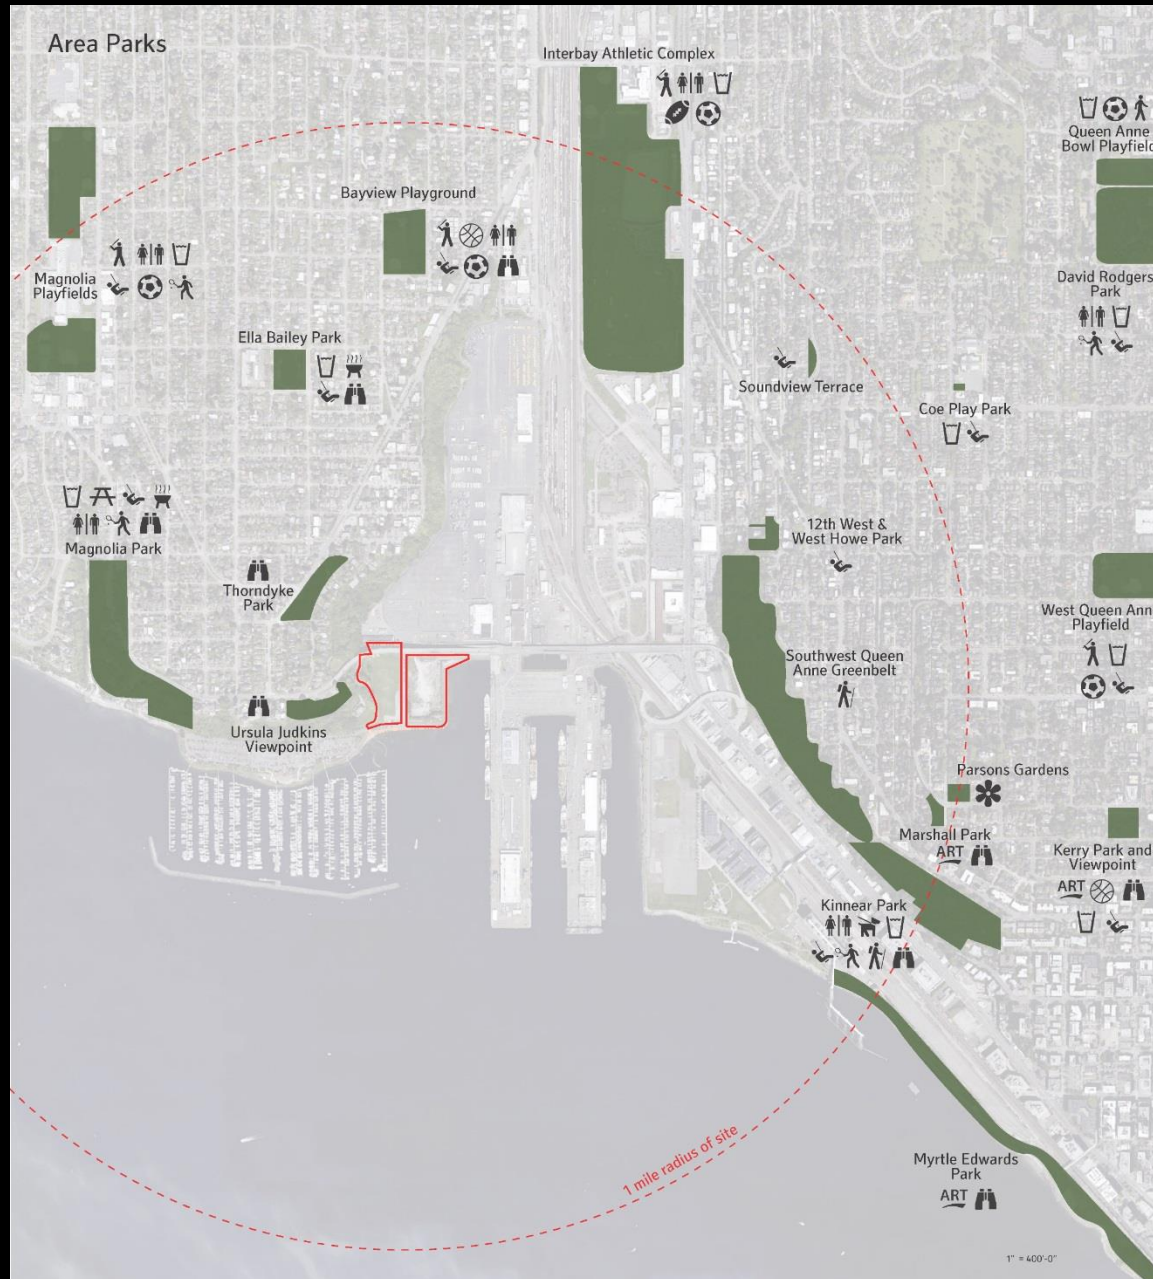 Area Parks
Interbay Athletic Complex
Queen Anne
Bowl Playfield
Bayview Playground
Magnolia
Playfields
David Rodgers
Park
Ella Bailey Park
Soundview Terrace
Coe Play Park
12th West &
West Howe Park
Magnolia Park
Thorndyke
Park
West Queen Ann
Playfield
Southwest Queen
Anne Greenbelt
Ursula Judkins
Viewpoint
Parsons Gardens
Marshall Park
ART
Kerry Park and
Viewpoint
ART
Kinnear Park
1 mile radius of site
Myrtle Edwards
Park
ART
1" = 400'-0"